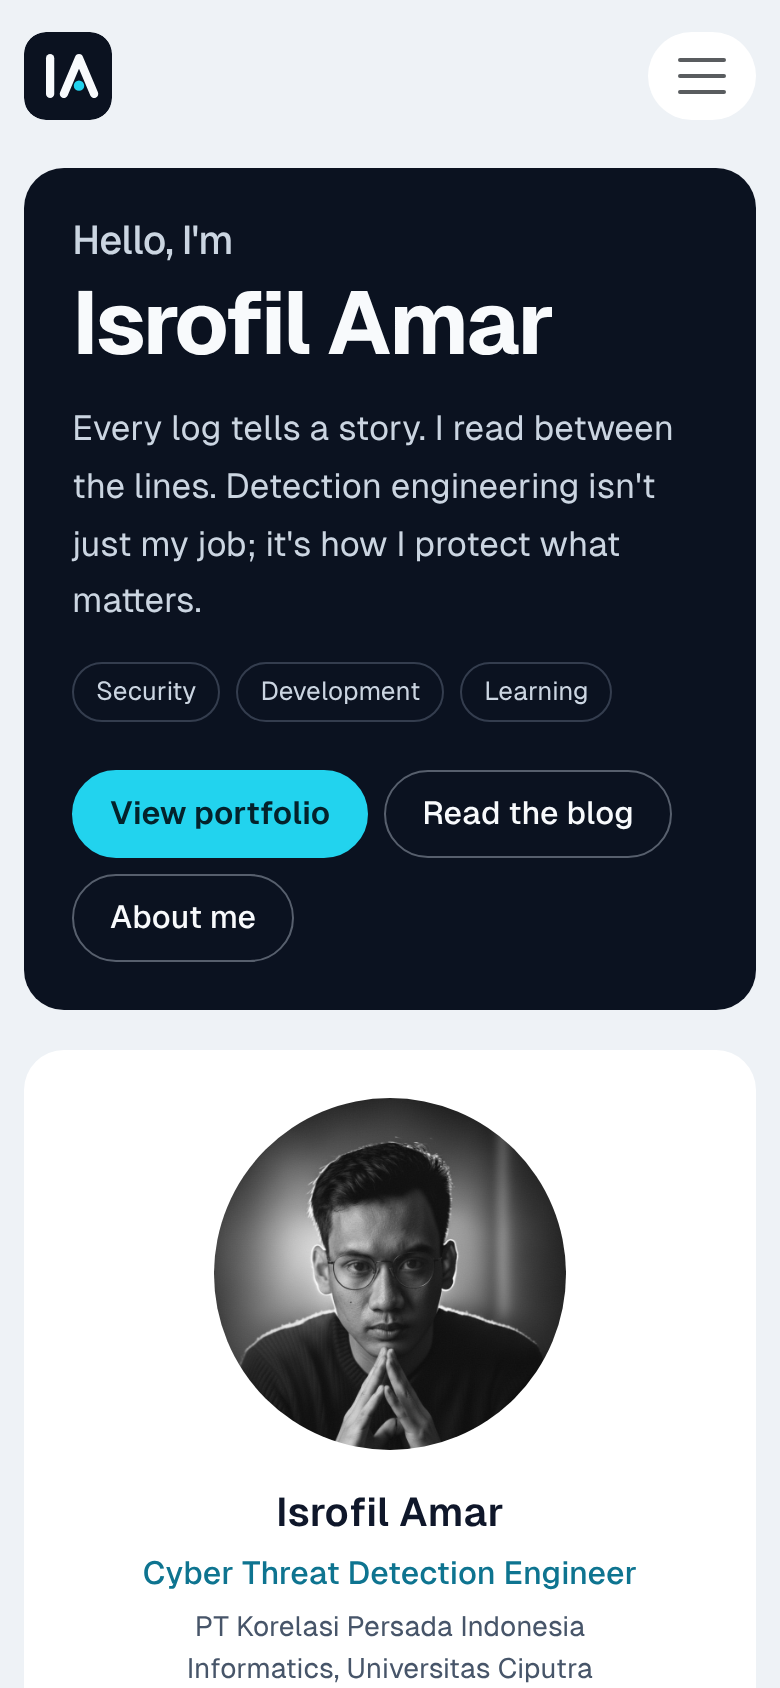 IA
Hello, I'm
Isrofil Amar
Every log tells a story. I read between
the lines. Detection engineering isn't
just my job; it's how I protect what
matters.
Security
Development
Learning
View portfolio
Read the blog
About me
Isrofil Amar
Cyber Threat Detection Engineer
PT Korelasi Persada Indonesia
Informatics, Universitas Ciputra